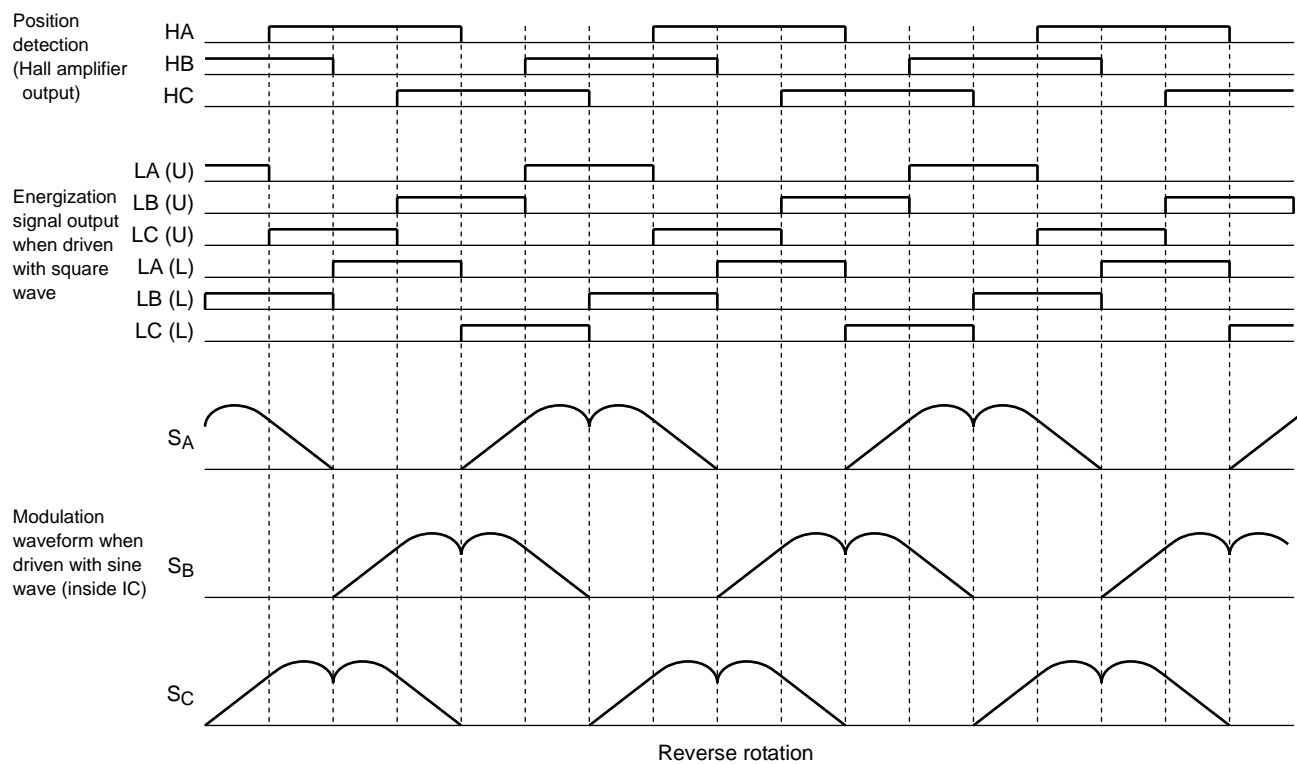 Position
detection
(Hall amplifier
output)
HA
HB
HC
Energization
signal output
when driven
with square
wave
LA (U)
LB (U)
LC (U)
LA (L)
LB (L)
LC (L)
SA
Modulation
waveform when
driven with sine
wave (inside IC)
SB
SC
Reverse rotation